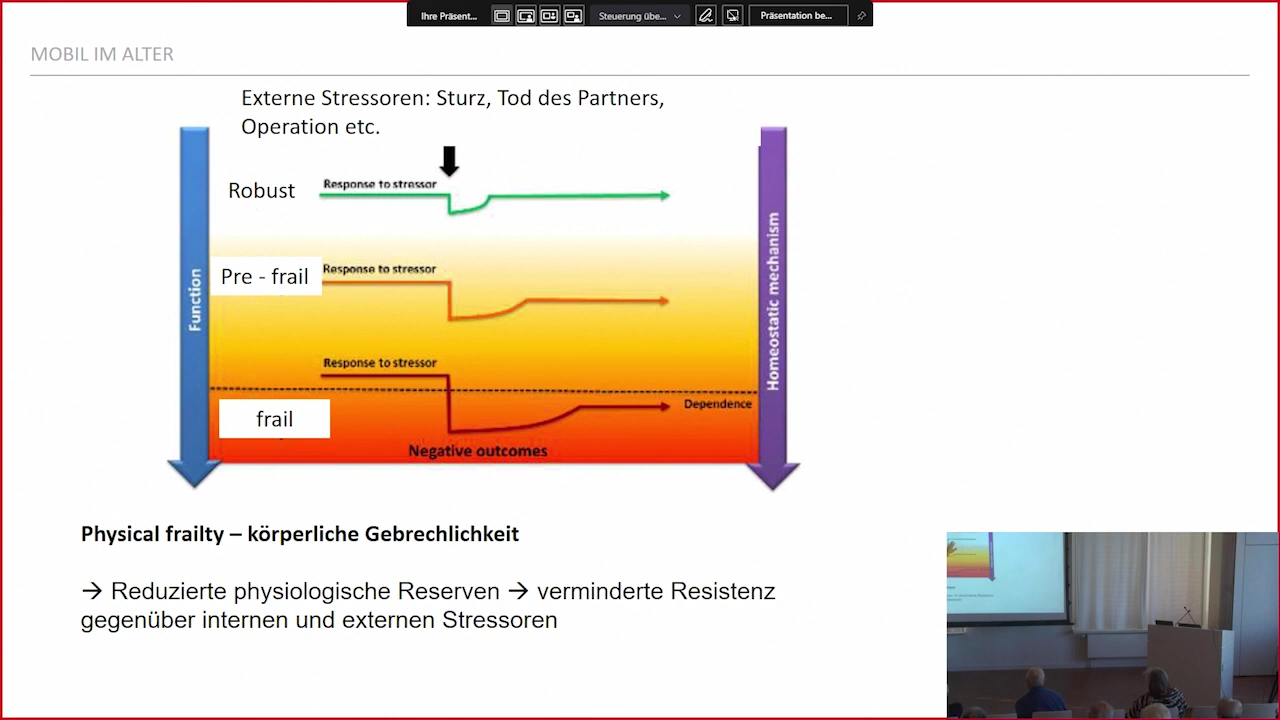 Ihre Präsent...
Steuerung übe...
Präsentation be...
MOBIL IM ALTER
Externe Stressoren: Sturz, Tod des Partners,
Operation etc.
Robust
Response to stressor
Pre - frail
Response to stressor
Response to stressor
frail
Dependence
Negative outcomes
Function
Homeostatic mechanism
Physical frailty – körperliche Gebrechlichkeit
→ Reduzierte physiologische Reserven → verminderte Resistenz
gegenüber internen und externen Stressoren